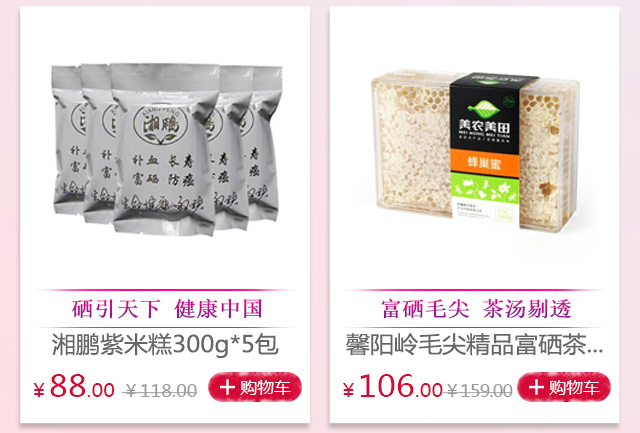 XIANG PENG
湘鹏
补血 长寿
富硒 防癌
硒引天下 健康中国
湘鹏紫米糕300g*5包
¥88.00 ¥118.00 +购物车
美农美田
MEI NONG MEI TIAN
蜂巢蜜
富硒毛尖 茶汤剔透
馨阳岭毛尖精品富硒茶...
¥106.00 ¥159.00 +购物车